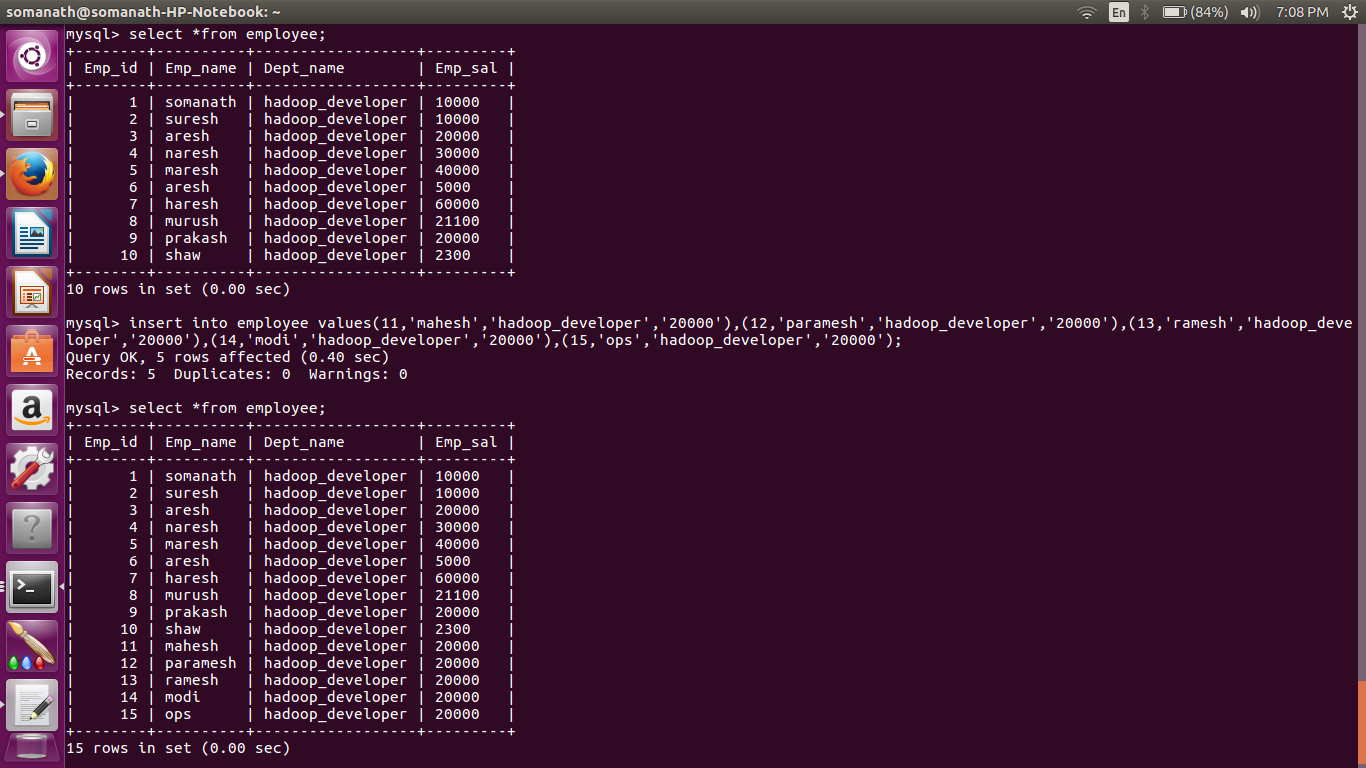 somanath@somanath-HP-Notebook: ~ En (84%) 7:08 PM
mysql> select *from employee;
+--------+----------+------------------+---------+
| Emp_id | Emp_name | Dept_name        | Emp_sal |
+--------+----------+------------------+---------+
|      1 | somanath | hadoop_developer | 10000   |
|      2 | suresh   | hadoop_developer | 10000   |
|      3 | aresh    | hadoop_developer | 20000   |
|      4 | naresh   | hadoop_developer | 30000   |
|      5 | maresh   | hadoop_developer | 40000   |
|      6 | aresh    | hadoop_developer | 5000    |
|      7 | haresh   | hadoop_developer | 60000   |
|      8 | murush   | hadoop_developer | 21100   |
|      9 | prakash  | hadoop_developer | 20000   |
|     10 | shaw     | hadoop_developer | 2300    |
+--------+----------+------------------+---------+
10 rows in set (0.00 sec)
mysql> insert into employee values(11,'mahesh','hadoop_developer','20000'),(12,'paramesh','hadoop_developer','20000'),(13,'ramesh','hadoop_deve
loper','20000'),(14,'modi','hadoop_developer','20000'),(15,'ops','hadoop_developer','20000');
Query OK, 5 rows affected (0.40 sec)
Records: 5  Duplicates: 0  Warnings: 0
mysql> select *from employee;
+--------+----------+------------------+---------+
| Emp_id | Emp_name | Dept_name        | Emp_sal |
+--------+----------+------------------+---------+
|      1 | somanath | hadoop_developer | 10000   |
|      2 | suresh   | hadoop_developer | 10000   |
|      3 | aresh    | hadoop_developer | 20000   |
|      4 | naresh   | hadoop_developer | 30000   |
|      5 | maresh   | hadoop_developer | 40000   |
|      6 | aresh    | hadoop_developer | 5000    |
|      7 | haresh   | hadoop_developer | 60000   |
|      8 | murush   | hadoop_developer | 21100   |
|      9 | prakash  | hadoop_developer | 20000   |
|     10 | shaw     | hadoop_developer | 2300    |
|     11 | mahesh   | hadoop_developer | 20000   |
|     12 | paramesh | hadoop_developer | 20000   |
|     13 | ramesh   | hadoop_developer | 20000   |
|     14 | modi     | hadoop_developer | 20000   |
|     15 | ops      | hadoop_developer | 20000   |
+--------+----------+------------------+---------+
15 rows in set (0.00 sec)